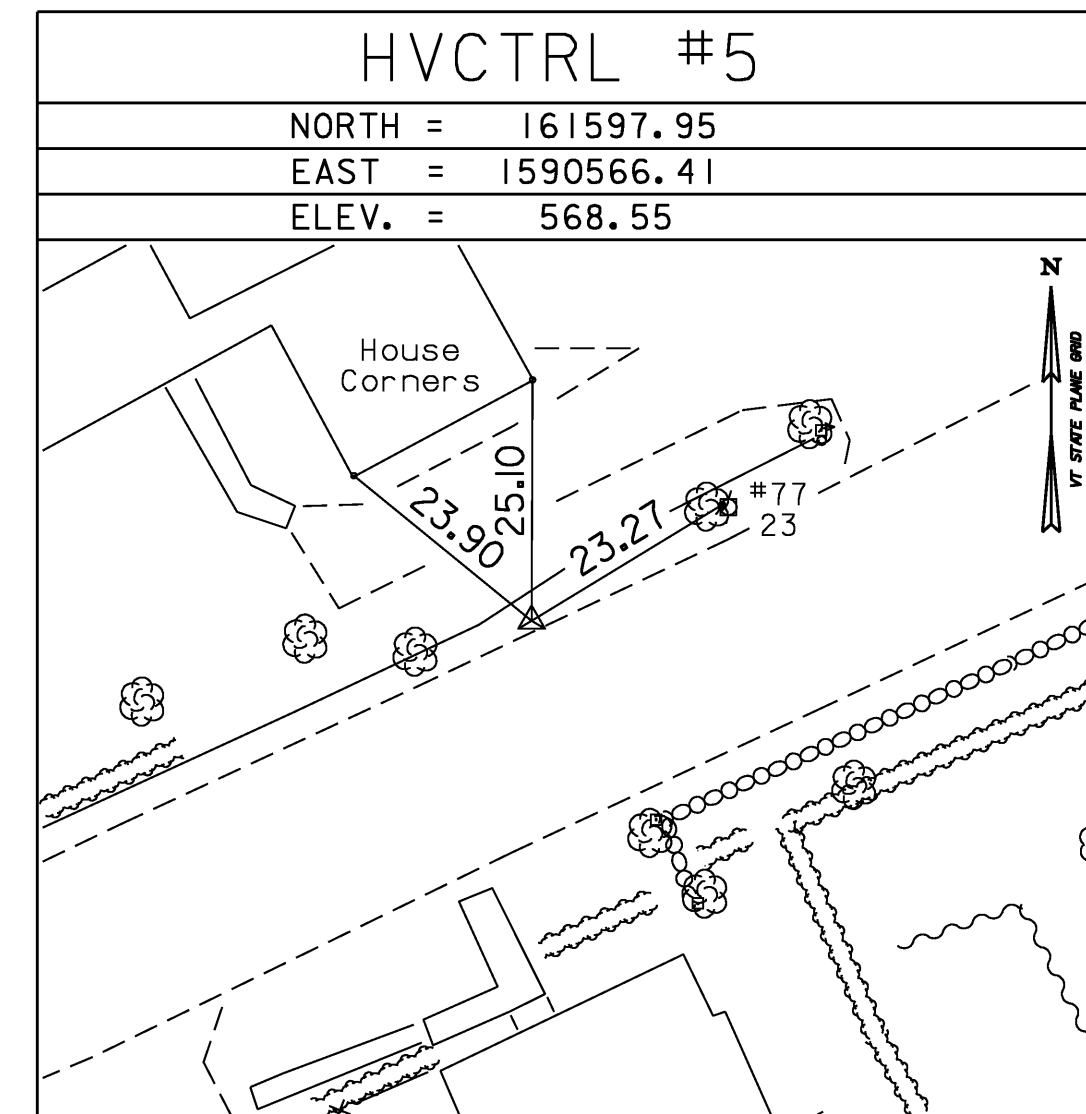 HVCTRL #5
NORTH = 161597.95
EAST = 1590566.41
ELEV. = 568.55
N
VT STATE PLANE GRID
House
Corners
25.10
23.90
23.27
#77
23